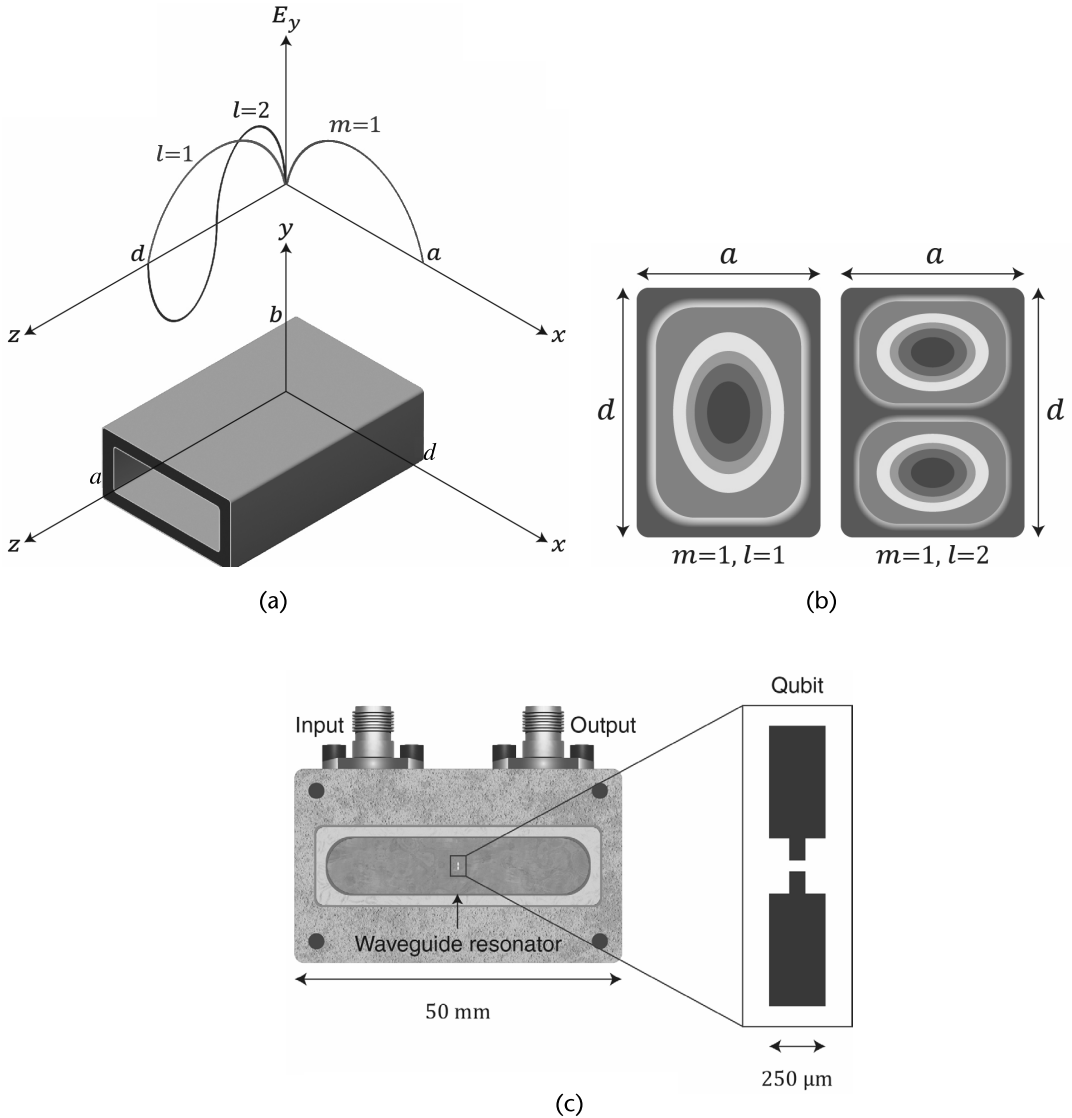 E_y
l=2
m=1
l=1
d
a
y
z
b
x
a
d
z
x
(a)
a
a
d
d
m=1, l=1
m=1, l=2
(b)
Qubit
Input
Output
Waveguide resonator
50 mm
250 μm
(c)